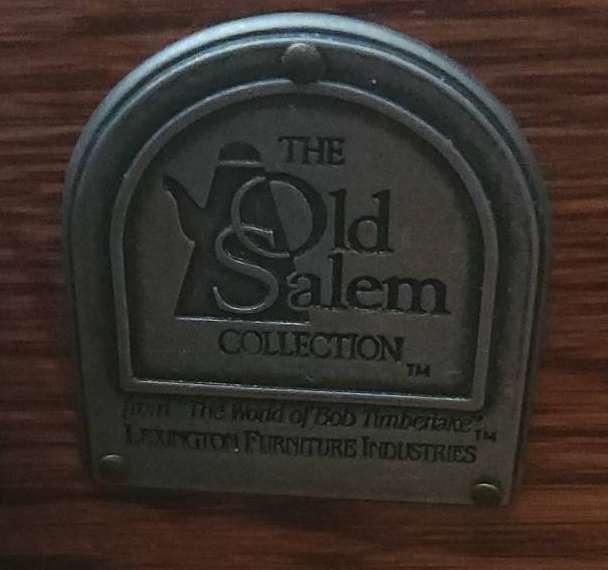 THE
Old
Salem
COLLECTION ™
from "The World of Bob Timberlake" ™
LEXINGTON FURNITURE INDUSTRIES